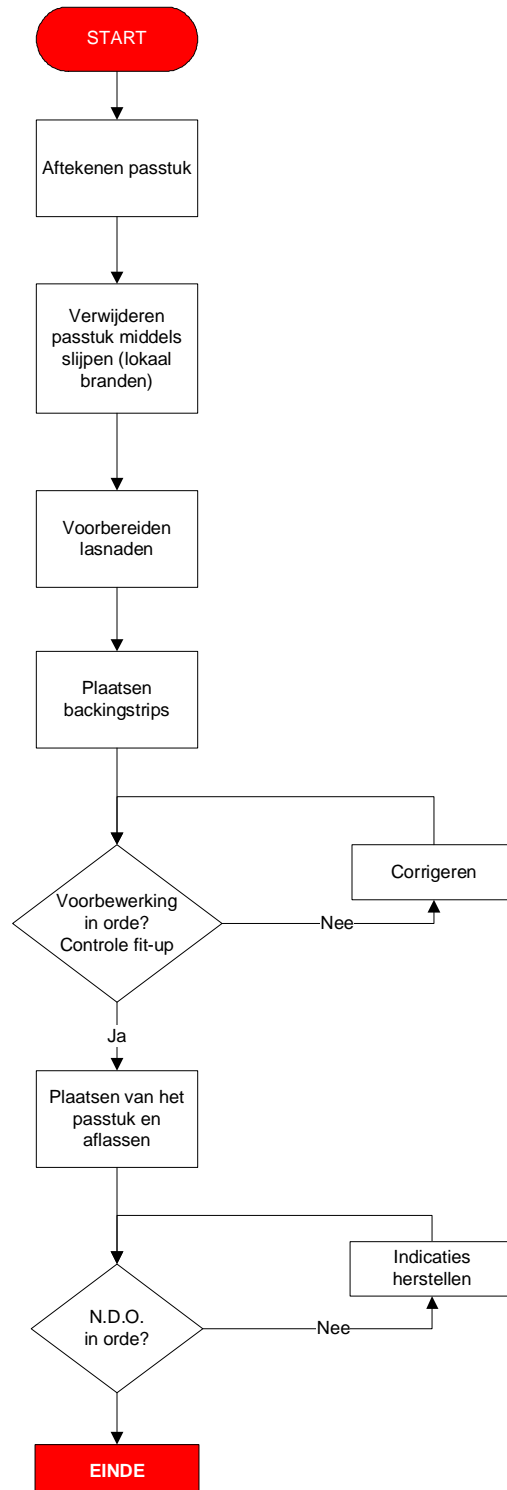 START
Aftekenen passtuk
Verwijderen
passtuk middels
slijpen (lokaal
branden)
Voorbereiden
lasnaden
Plaatsen
backingstrips
Corrigeren
Voorbewerking
in orde?
Controle fit-up
Nee
Ja
Plaatsen van het
passtuk en
aflassen
Indicaties
herstellen
N.D.O.
in orde?
Nee
EINDE